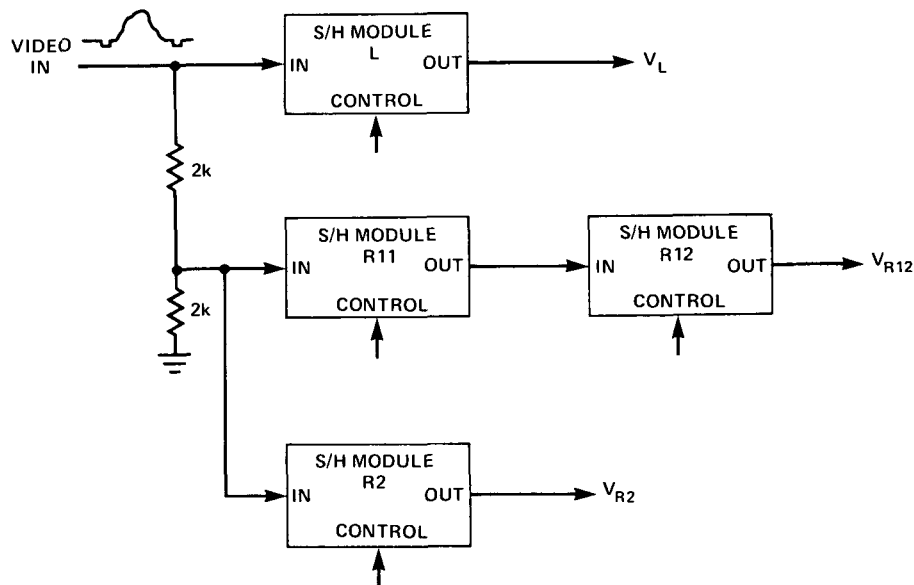 VIDEO
IN
S/H MODULE
L
IN
OUT
CONTROL
V_L
2k
S/H MODULE
R11
IN
OUT
CONTROL
S/H MODULE
R12
IN
OUT
CONTROL
V_R12
2k
S/H MODULE
R2
IN
OUT
CONTROL
V_R2